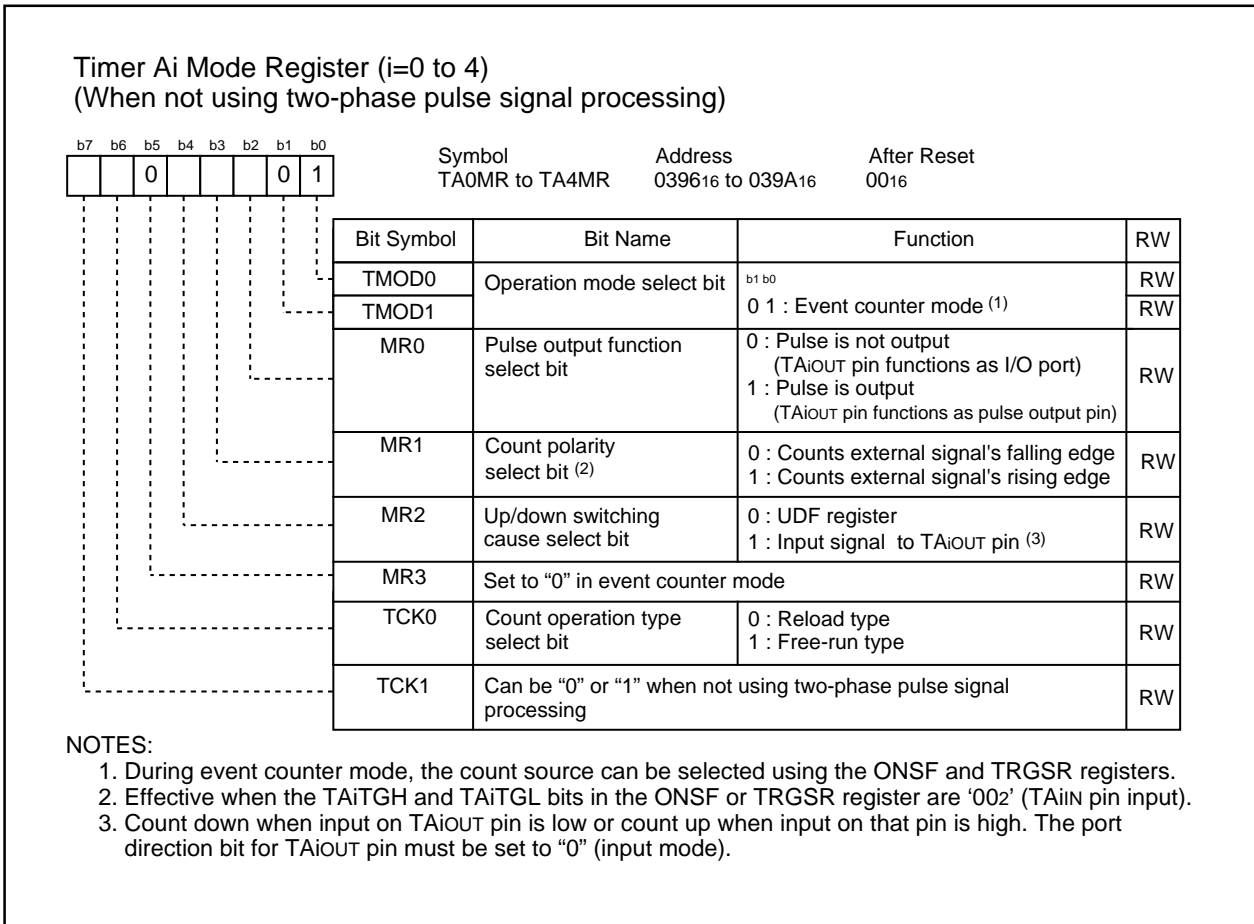 Timer Ai Mode Register (i=0 to 4)
(When not using two-phase pulse signal processing)
b7 b6 b5 b4 b3 b2 b1 b0
0 0 1
Symbol Address After Reset
TA0MR to TA4MR 039616 to 039A16 0016
Bit Symbol Bit Name Function RW
TMOD0 Operation mode select bit b1 b0 RW
TMOD1 0 1 : Event counter mode (1) RW
MR0 Pulse output function select bit 0 : Pulse is not output
(TAiOUT pin functions as I/O port)
1 : Pulse is output
(TAiOUT pin functions as pulse output pin) RW
MR1 Count polarity select bit (2) 0 : Counts external signal's falling edge
1 : Counts external signal's rising edge RW
MR2 Up/down switching cause select bit 0 : UDF register
1 : Input signal to TAiOUT pin (3) RW
MR3 Set to “0” in event counter mode RW
TCK0 Count operation type select bit 0 : Reload type
1 : Free-run type RW
TCK1 Can be “0” or “1” when not using two-phase pulse signal
processing RW
NOTES:
1. During event counter mode, the count source can be selected using the ONSF and TRGSR registers.
2. Effective when the TAiTGH and TAiTGL bits in the ONSF or TRGSR register are ‘002’ (TAiIN pin input).
3. Count down when input on TAiOUT pin is low or count up when input on that pin is high. The port
direction bit for TAiOUT pin must be set to “0” (input mode).